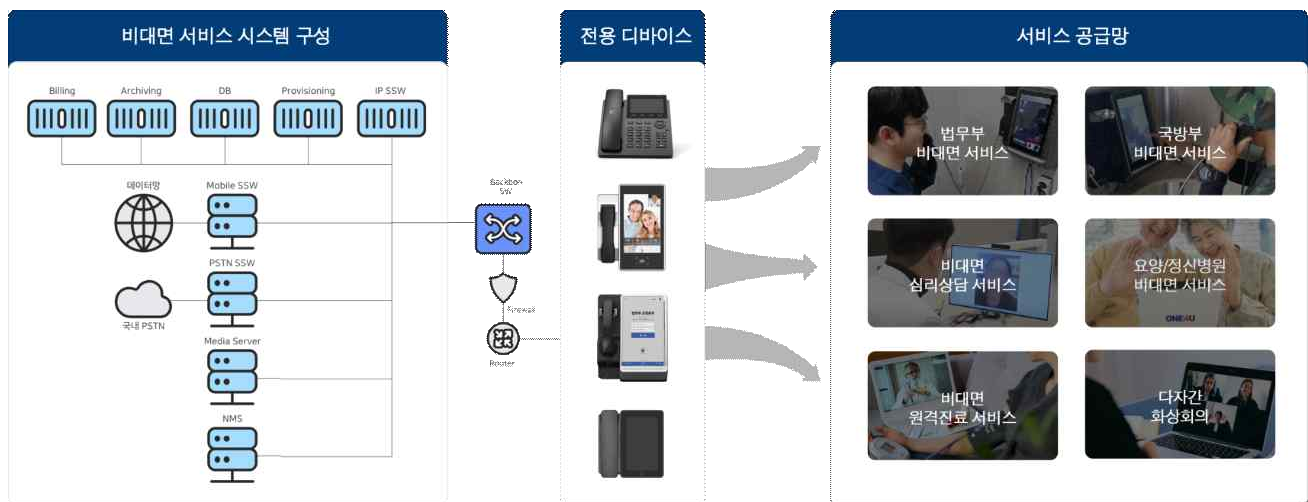 비대면 서비스 시스템 구성
Billing
Archiving
DB
Provisioning
IP SSW
데이터망
Mobile SSW
PSTN SSW
국내 PSTN
Media Server
NMS
Backbon
SW
Firewall
Router
전용 디바이스
서비스 공급망
법무부
비대면 서비스
국방부
비대면 서비스
비대면
심리상담 서비스
요양/정신병원
비대면 서비스
비대면
원격진료 서비스
다자간
화상회의